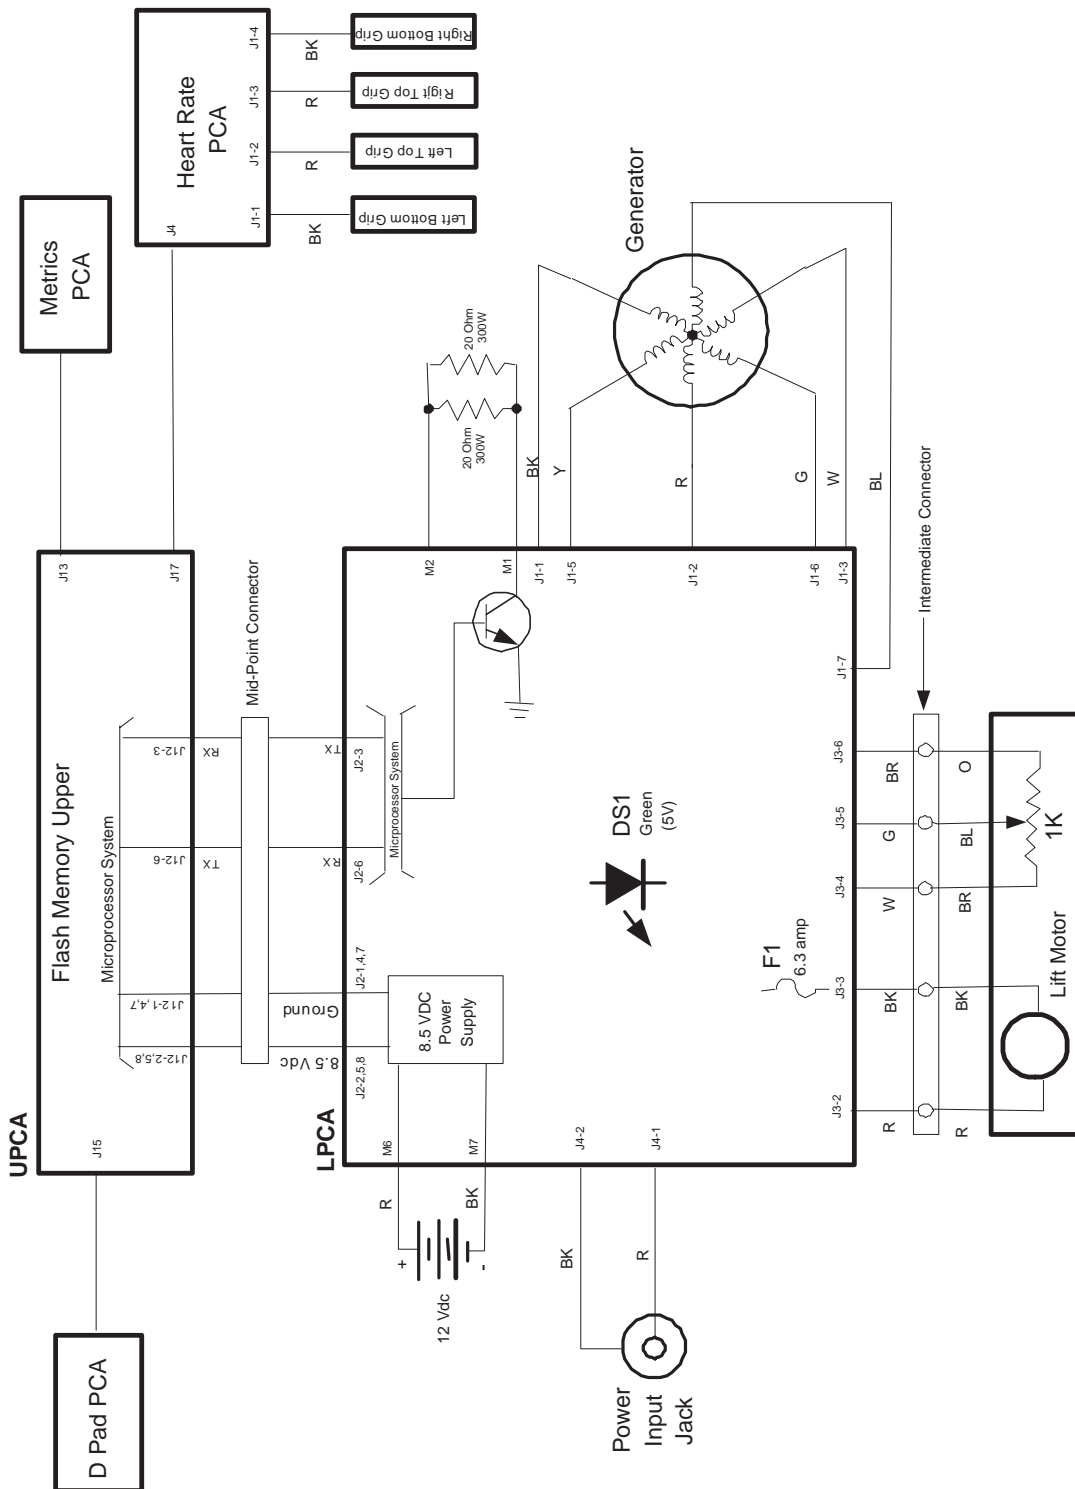 UPCA
Flash Memory Upper
Microprocessor System
J15
J13
J17
J12-2,5,8
J12-1,4,7
J12-6
J12-3
TX
RX
D Pad PCA
Metrics
PCA
Heart Rate
PCA
J4
J1-1
J1-2
J1-3
J1-4
BK
R
R
BK
Left Bottom Grip
Left Top Grip
Rigjt Top Grip
Right Bottom Grip
Mid-Point Connector
8.5 Vdc
Ground
RX
TX
LPCA
J2-2,5,8
J2-1,4,7
J2-6
J2-3
Micrprocessor System
8.5 VDC
Power
Supply
M6
M7
R
BK
+
-
12 Vdc
J4-2
J4-1
BK
R
Power
Input
Jack
M2
M1
20 Ohm
300W
20 Ohm
300W
DS1
Green
(5V)
F1
6.3 amp
J1-1
J1-5
J1-2
J1-6
J1-3
J1-7
BK
Y
R
G
W
BL
Generator
J3-2
J3-3
J3-4
J3-5
J3-6
R
BK
W
G
BR
Intermediate Connector
R
BK
BR
BL
O
Lift Motor
1K